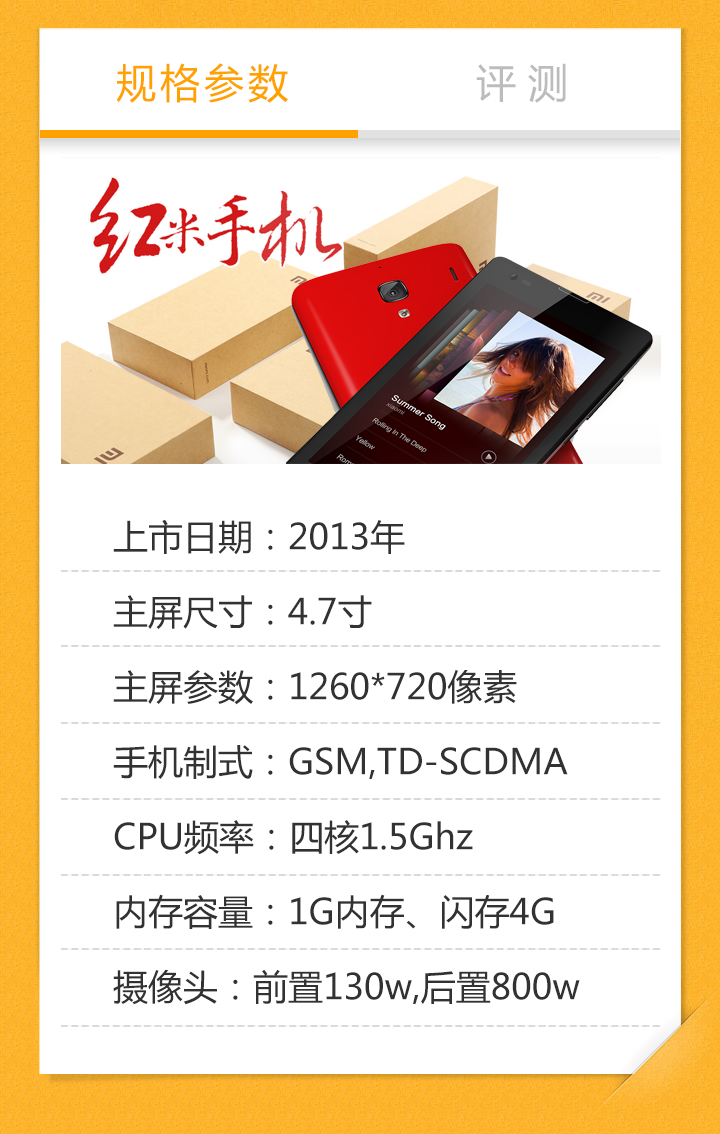 规格参数
评 测
红米手机
Summer Song
xiaomi
Rolling In The Deep
Yellow
上市日期：2013年
主屏尺寸：4.7寸
主屏参数：1260*720像素
手机制式：GSM,TD-SCDMA
CPU频率：四核1.5Ghz
内存容量：1G内存、闪存4G
摄像头：前置130w,后置800w